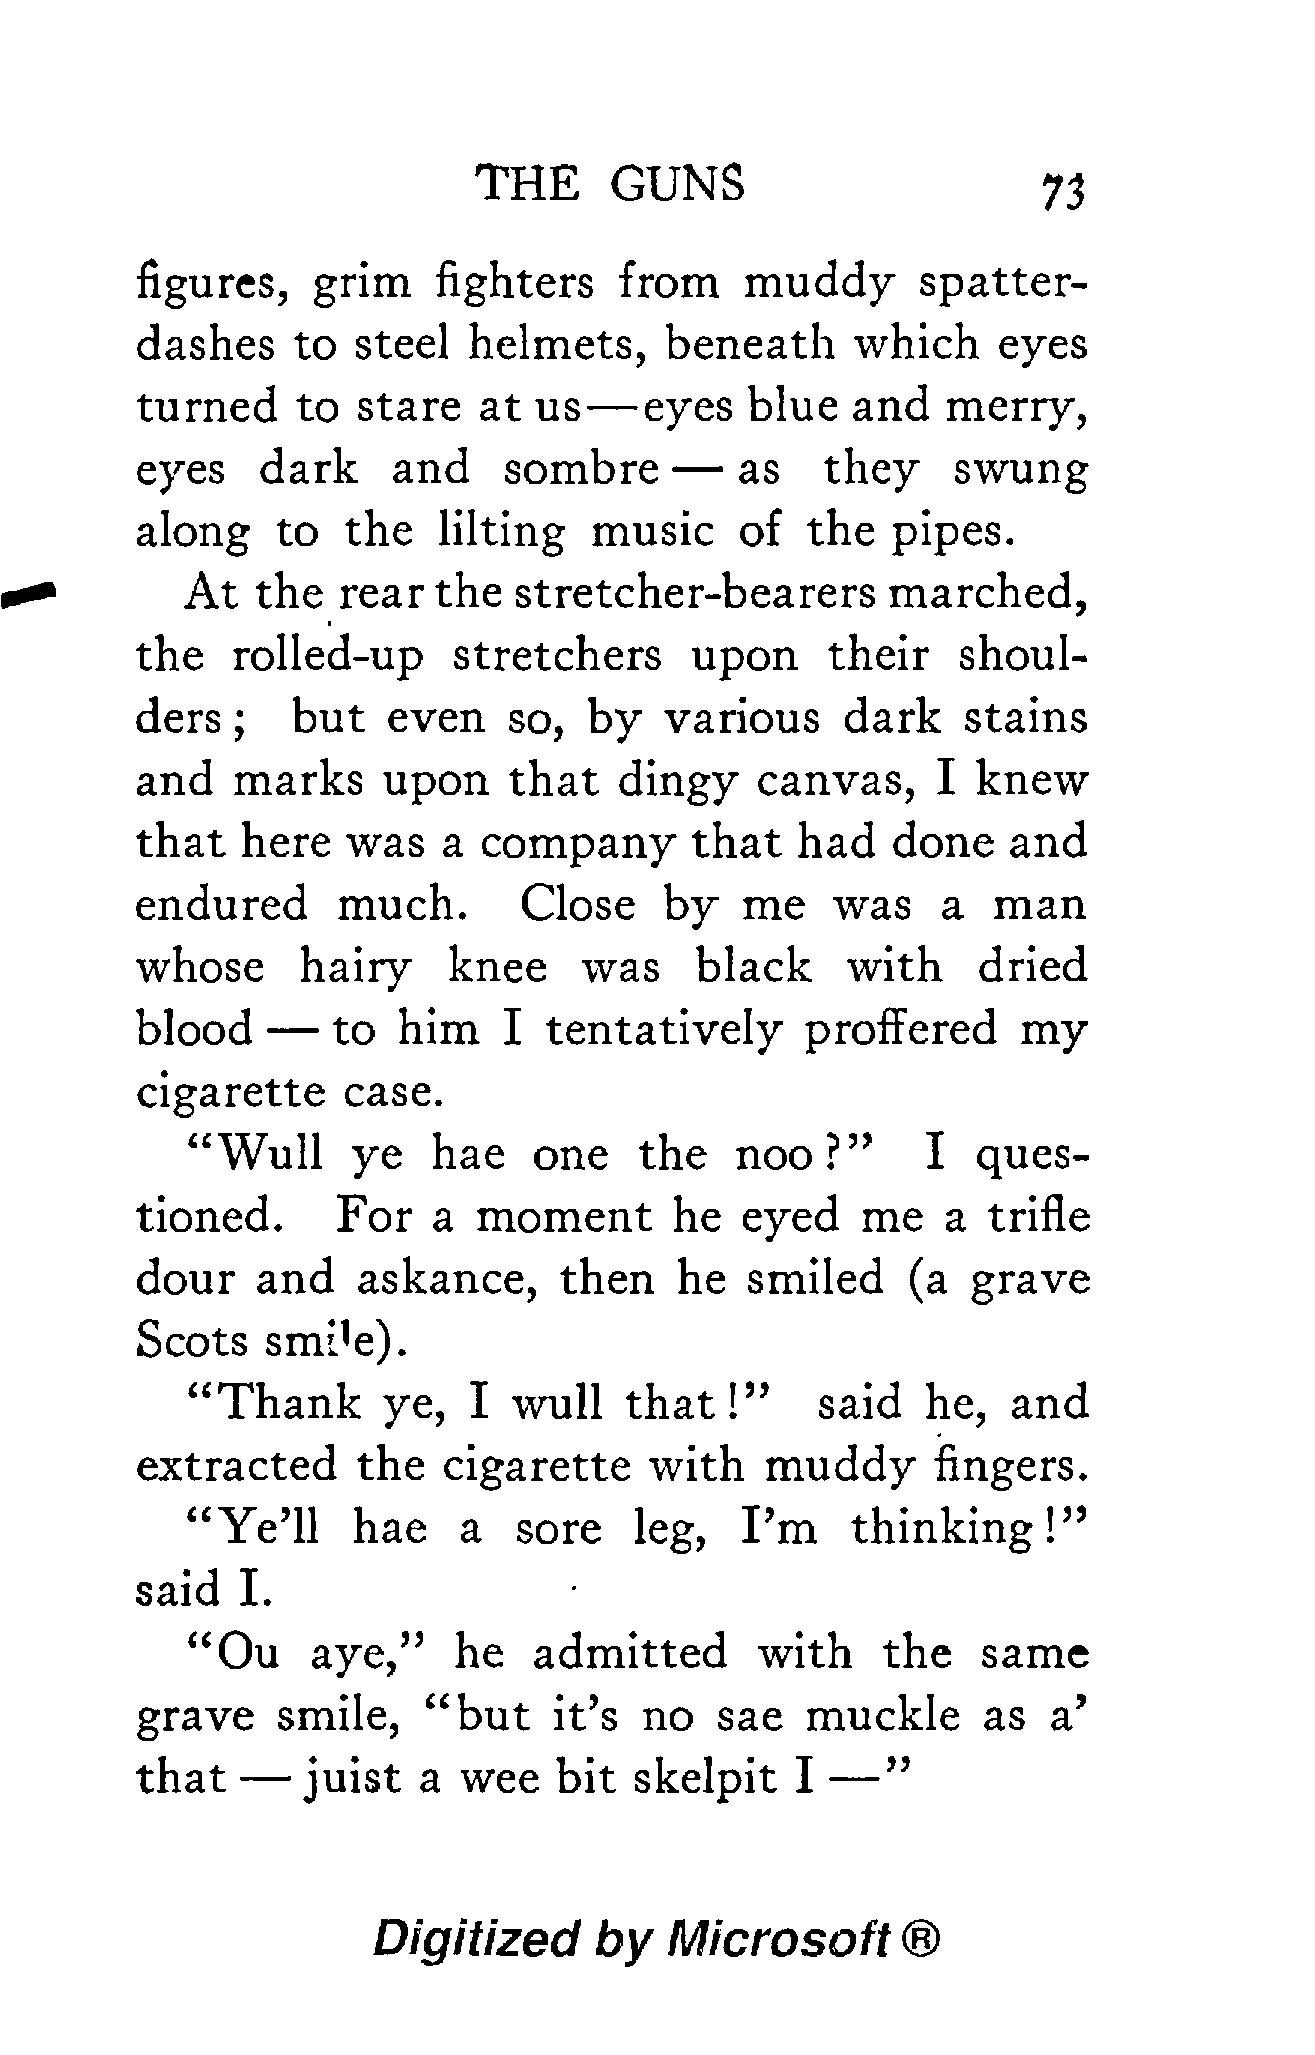 THE GUNS 73
figures, grim fighters from muddy spatter-
dashes to steel helmets, beneath which eyes
turned to stare at us—eyes blue and merry,
eyes dark and sombre — as they swung
along to the lilting music of the pipes.
At the rear the stretcher-bearers marched,
the rolled-up stretchers upon their shoul-
ders; but even so, by various dark stains
and marks upon that dingy canvas, I knew
that here was a company that had done and
endured much. Close by me was a man
whose hairy knee was black with dried
blood — to him I tentatively proffered my
cigarette case.
“Wull ye hae one the noo?” I ques-
tioned. For a moment he eyed me a trifle
dour and askance, then he smiled (a grave
Scots smile).
“Thank ye, I wull that!” said he, and
extracted the cigarette with muddy fingers.
“Ye’ll hae a sore leg, I’m thinking!”
said I.
“Ou aye,” he admitted with the same
grave smile, “but it’s no sae muckle as a’
that — juist a wee bit skelpit I —”
Digitized by Microsoft ®